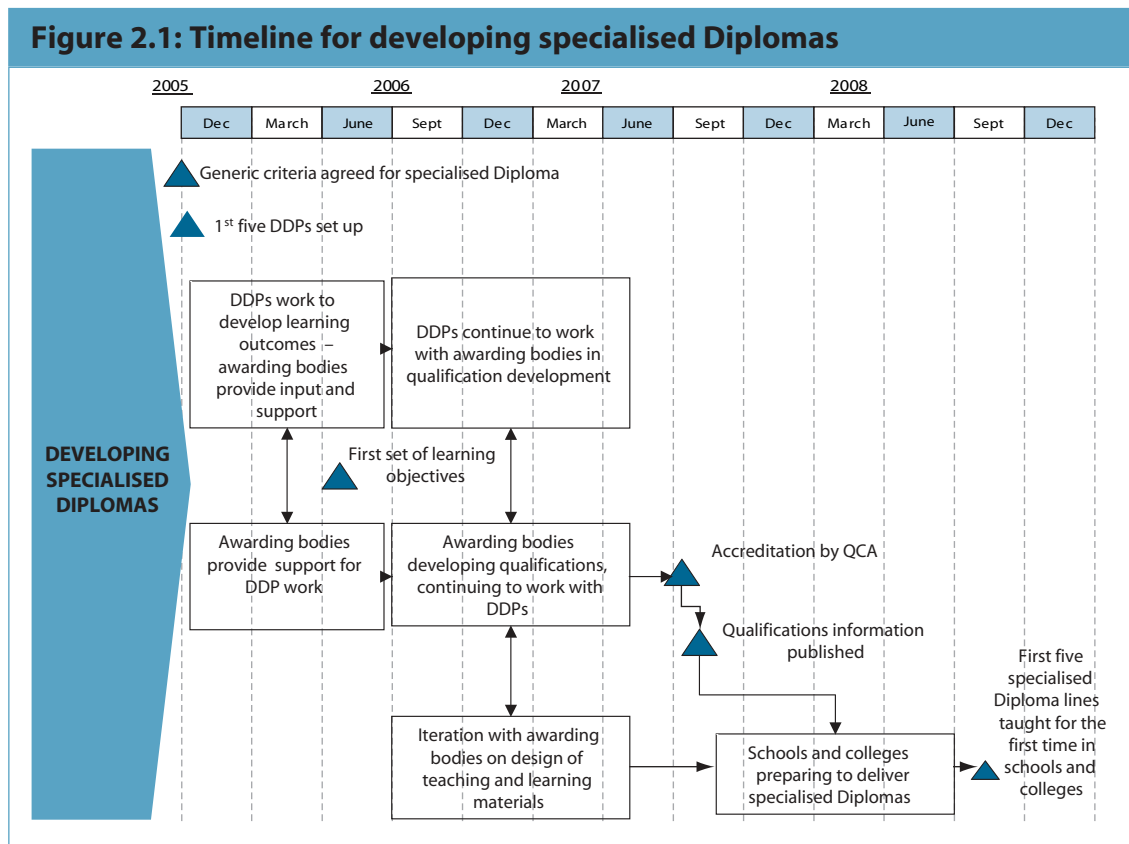 Figure 2.1: Timeline for developing specialised Diplomas
2005 2006 2007 2008
Dec March June Sept Dec March June Sept Dec March June Sept Dec
Generic criteria agreed for specialised Diploma
1st five DDPs set up
DDPs work to
develop learning
outcomes –
awarding bodies
provide input and
support
DDPs continue to work
with awarding bodies in
qualification development
DEVELOPING
SPECIALISED
DIPLOMAS
First set of learning
objectives
Awarding bodies
provide support for
DDP work
Awarding bodies
developing qualifications,
continuing to work with
DDPs
Accreditation by QCA
Qualifications information
published
Iteration with awarding
bodies on design of
teaching and learning
materials
Schools and colleges
preparing to deliver
specialised Diplomas
First five
specialised
Diploma lines
taught for the
first time in
schools and
colleges